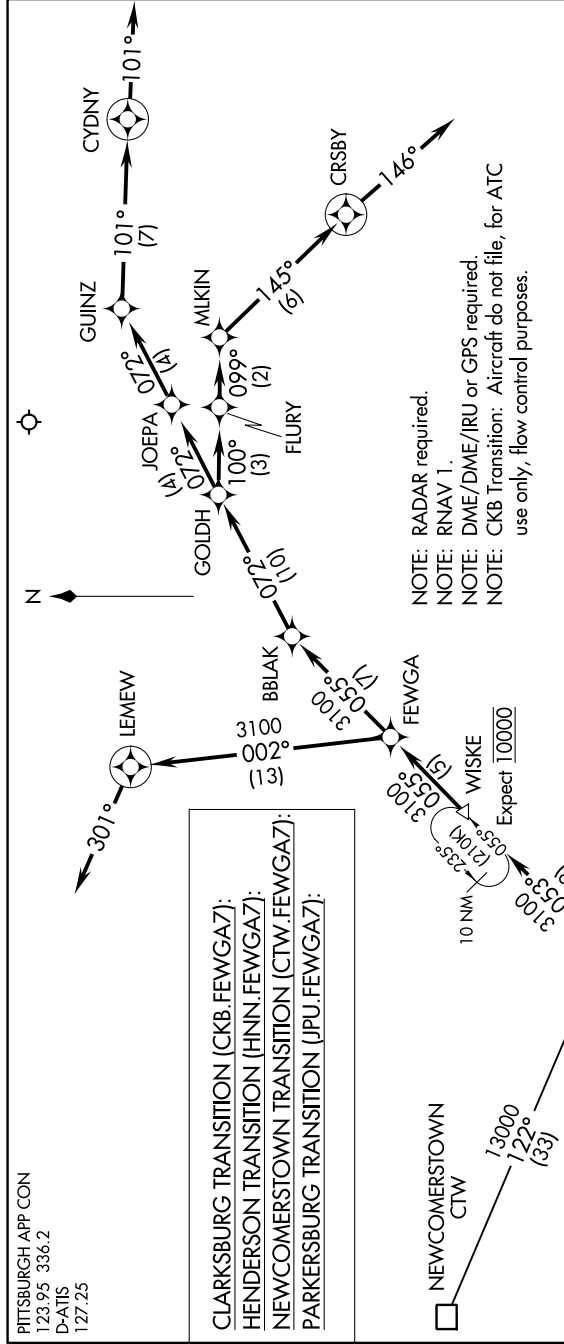 PITTSBURGH APP CON
123.95 336.2
D-ATIS
127.25
N
CYDNY
101°
101°
(7)
GUINZ
072°
(4)
JOEPA
072°
(4)
GOLDH
100°
(3)
FLURY
099°
(2)
MLKIN
145°
(6)
CRSBY
146°
072°
(10)
BBLAK
3100
055°
(7)
FEWGA
LEMEW
301°
3100
002°
(13)
3100
055°
(5)
WISKE
Expect 10000
055°
(210K)
235°
10 NM
3100
053°
CLARKSBURG TRANSITION (CKB.FEWGA7):
HENDERSON TRANSITION (HNN.FEWGA7):
NEWCOMERSTOWN TRANSITION (CTW.FEWGA7):
PARKERSBURG TRANSITION (JPU.FEWGA7):
NEWCOMERSTOWN
CTW
13000
122°
(33)
NOTE: RADAR required.
NOTE: RNAV 1.
NOTE: DME/DME/IRU or GPS required.
NOTE: CKB Transition: Aircraft do not file, for ATC
use only, flow control purposes.